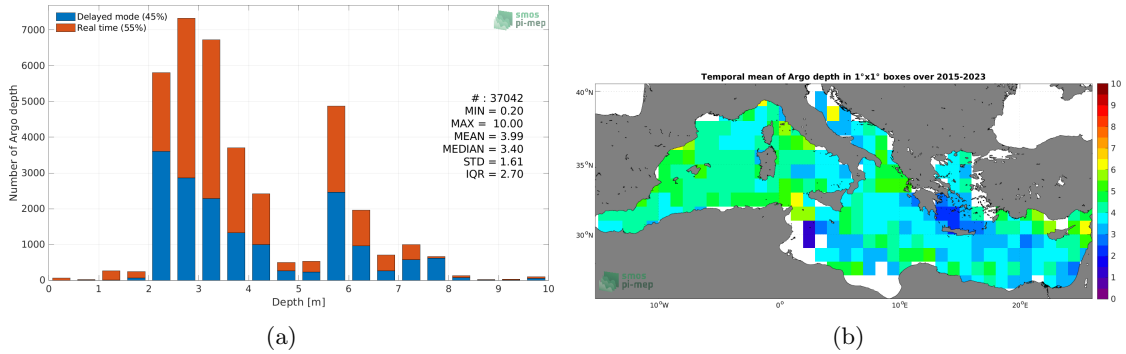 Delayed mode (45%)
Real time (55%)
smos
pi-mep
7000
6000
5000
4000
3000
2000
1000
0
Number of Argo depth
# : 37042
MIN = 0.20
MAX = 10.00
MEAN = 3.99
MEDIAN = 3.40
STD = 1.61
IQR = 2.70
0 1 2 3 4 5 6 7 8 9 10
Depth [m]
(a)
Temporal mean of Argo depth in 1°x1° boxes over 2015-2023
40°N
35°N
30°N
10°W 0° 10°E 20°E
smos
pi-mep
10
9
8
7
6
5
4
3
2
1
0
(b)